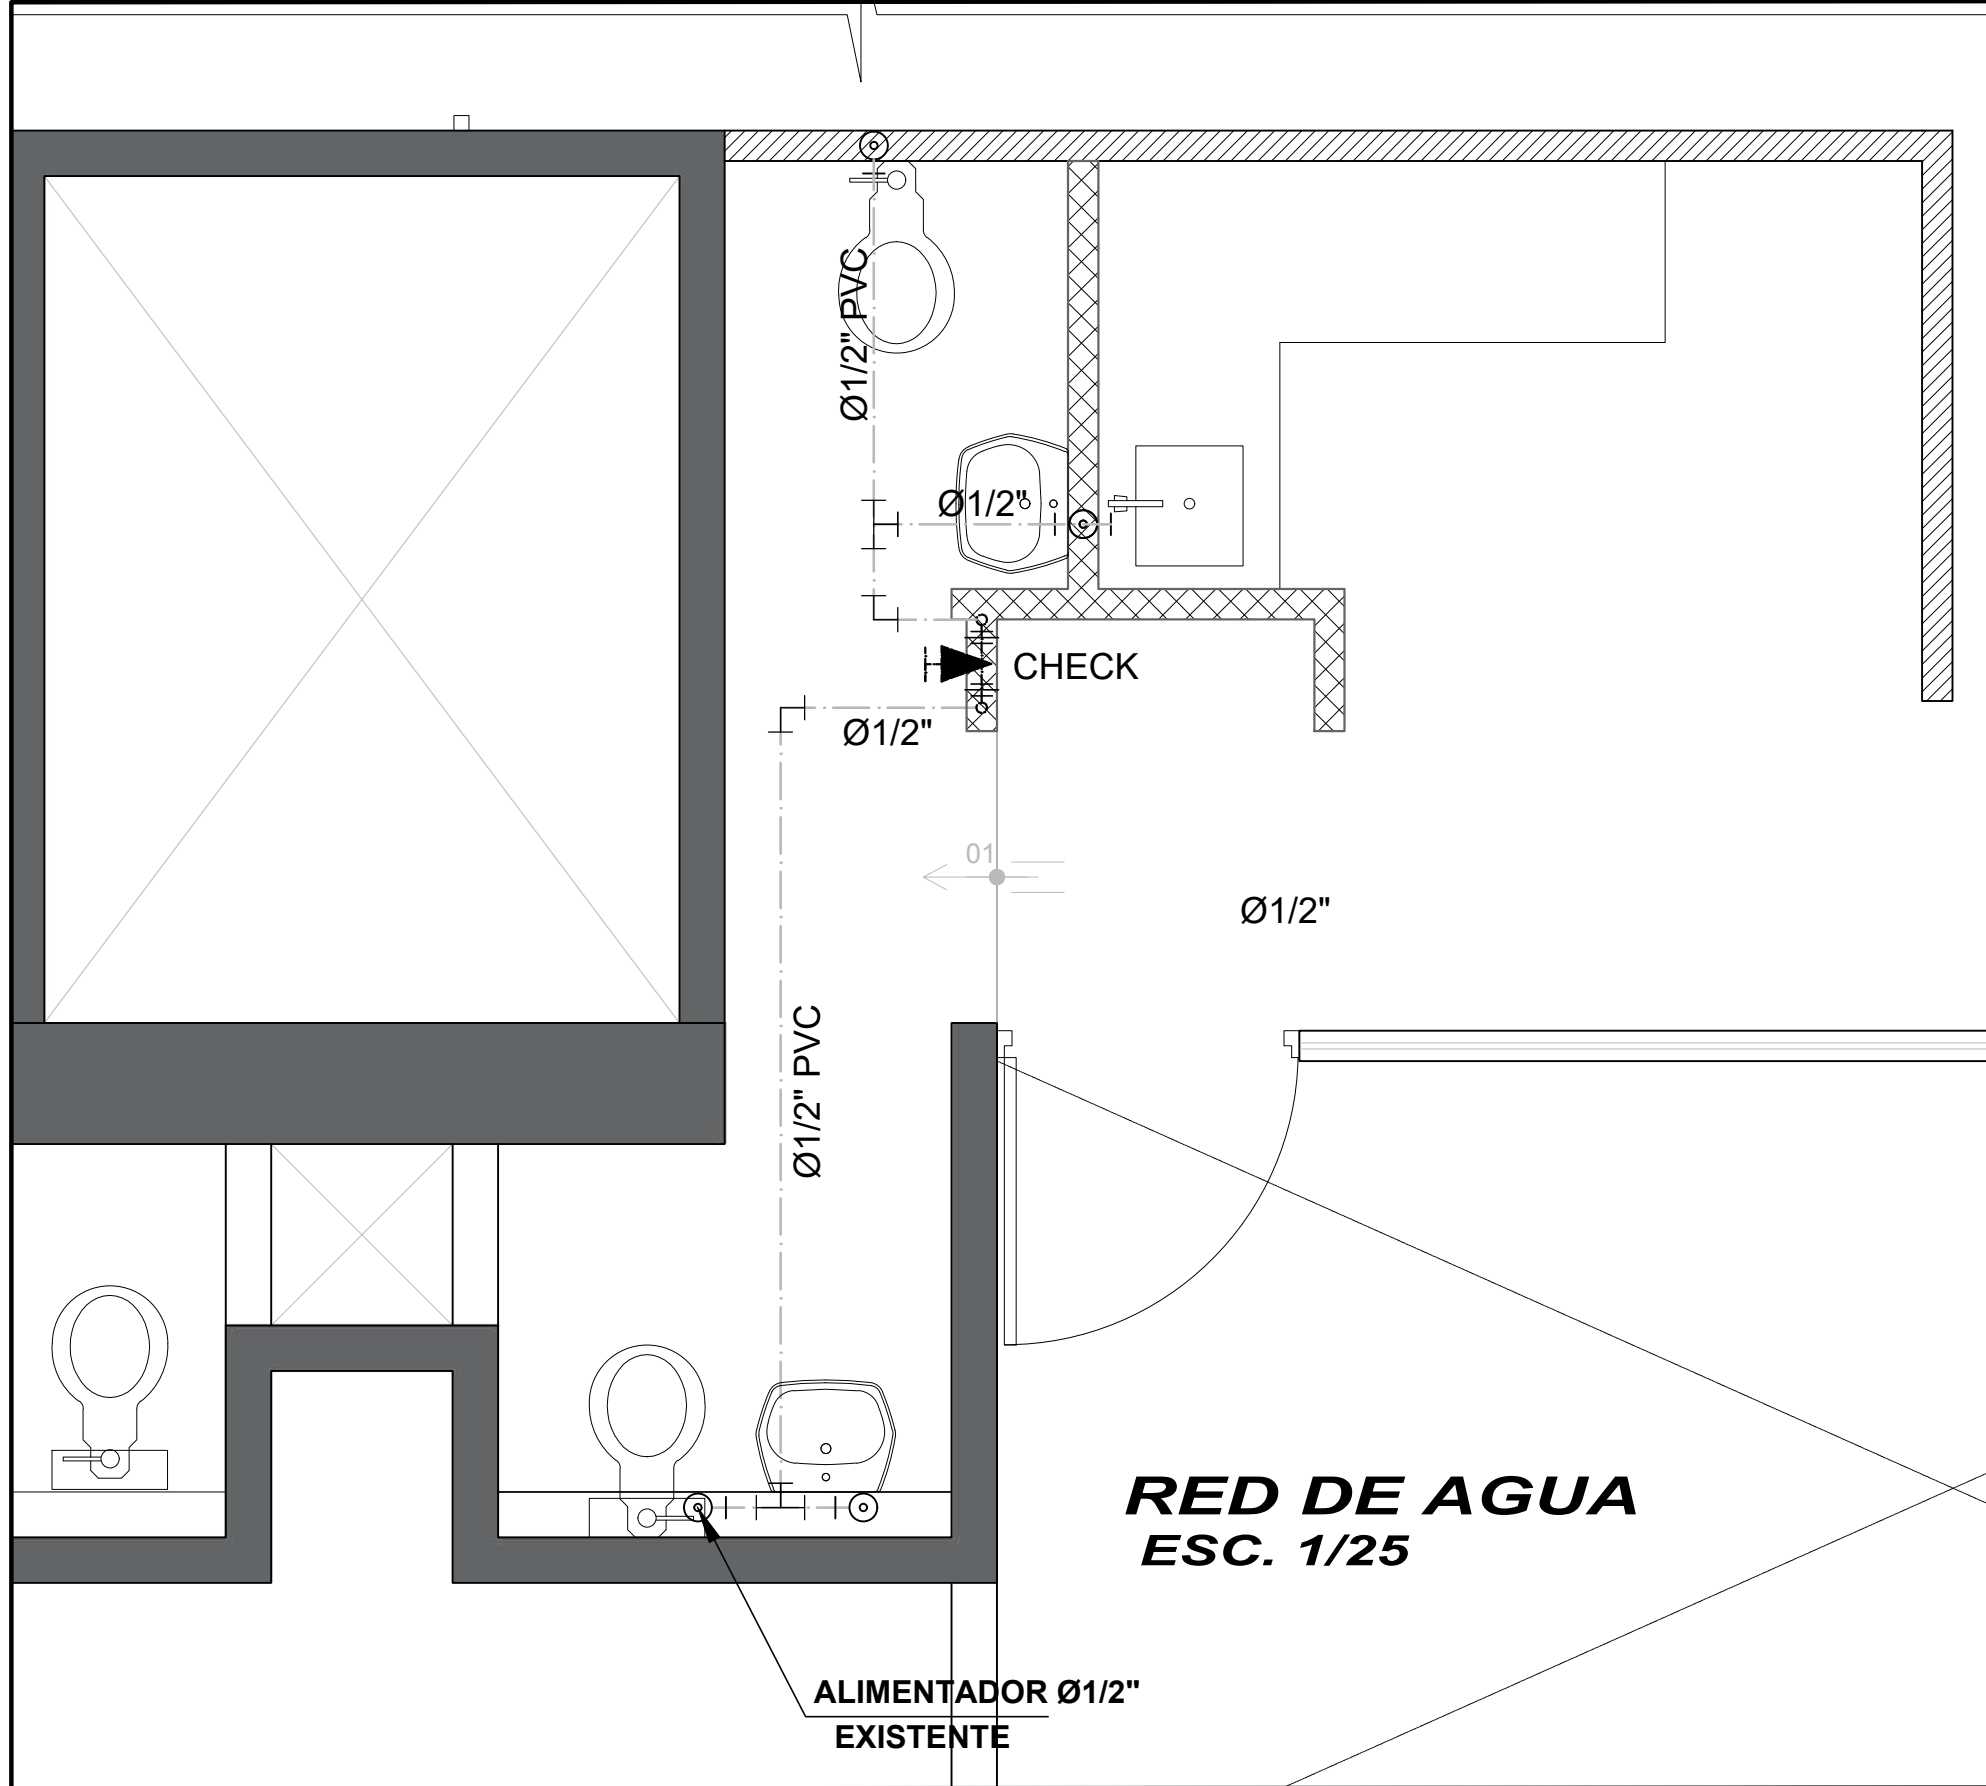 Ø1/2" PVC
Ø1/2"
CHECK
Ø1/2"
01
Ø1/2"
Ø1/2" PVC
RED DE AGUA
ESC. 1/25
ALIMENTADOR Ø1/2"
EXISTENTE